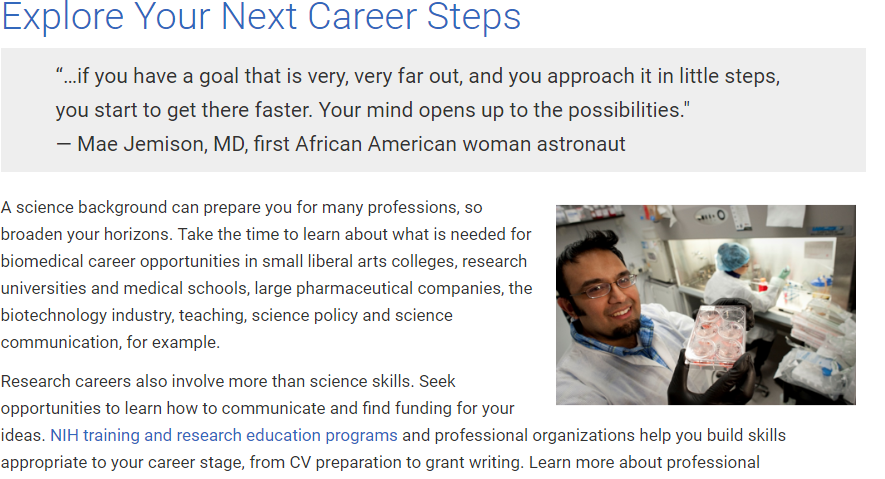 Explore Your Next Career Steps
“…if you have a goal that is very, very far out, and you approach it in little steps,
you start to get there faster. Your mind opens up to the possibilities."
— Mae Jemison, MD, first African American woman astronaut
A science background can prepare you for many professions, so
broaden your horizons. Take the time to learn about what is needed for
biomedical career opportunities in small liberal arts colleges, research
universities and medical schools, large pharmaceutical companies, the
biotechnology industry, teaching, science policy and science
communication, for example.
Research careers also involve more than science skills. Seek
opportunities to learn how to communicate and find funding for your
ideas. NIH training and research education programs and professional organizations help you build skills
appropriate to your career stage, from CV preparation to grant writing. Learn more about professional